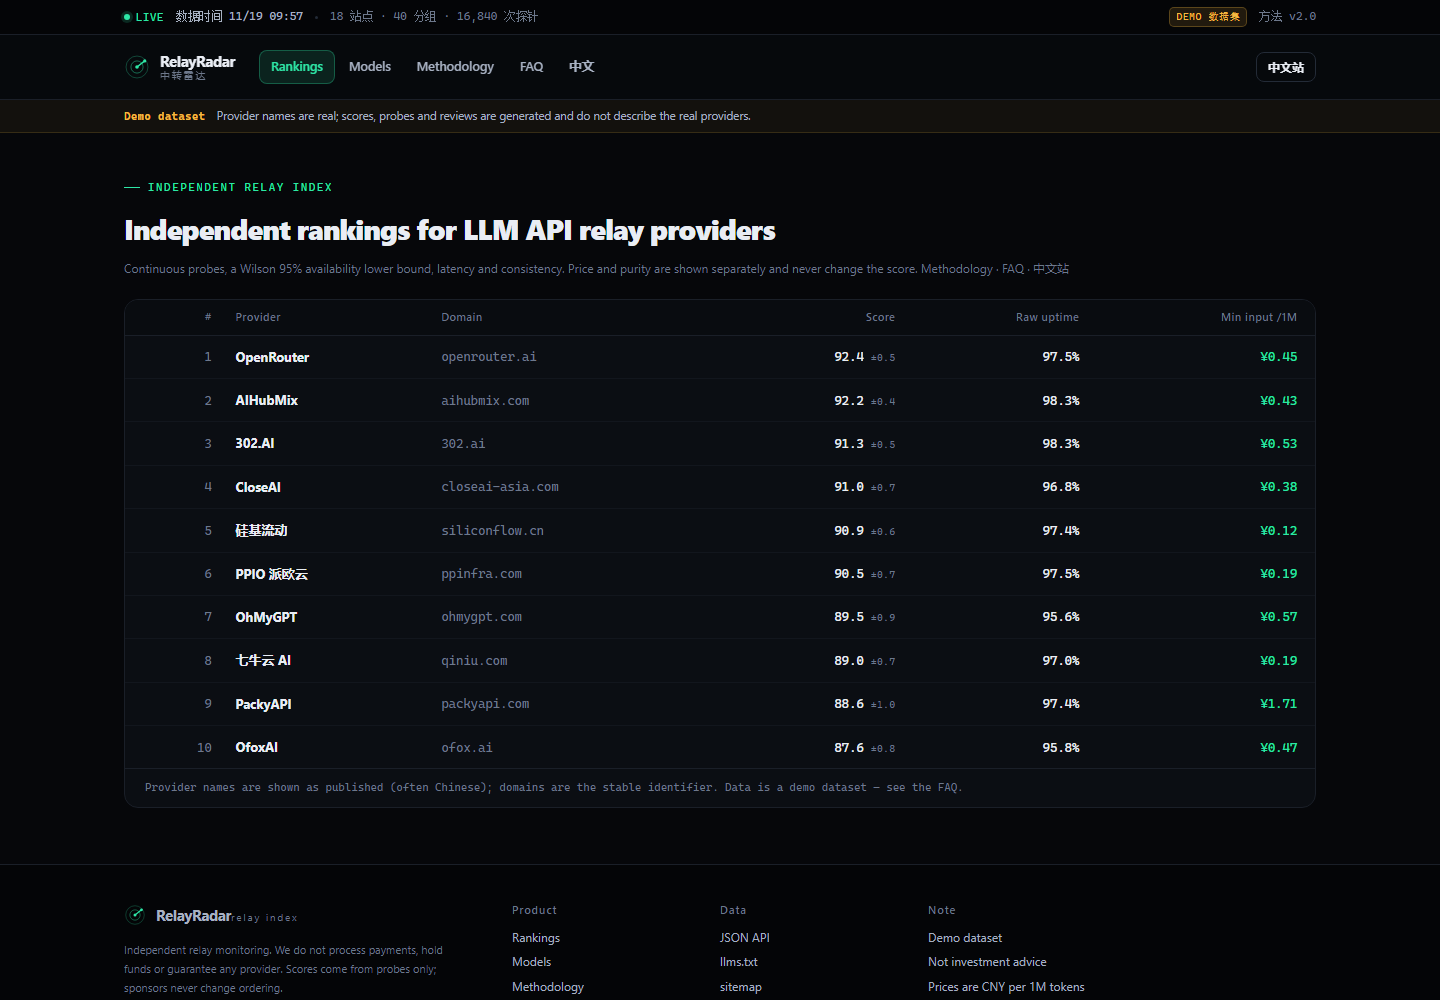 LIVE 数据时间 11/19 09:57 · 18 站点 · 40 分组 · 16,840 次探针 DEMO 数据集 方法 v2.0
RelayRadar
中转雷达
Rankings Models Methodology FAQ 中文 中文站
Demo dataset Provider names are real; scores, probes and reviews are generated and do not describe the real providers.
INDEPENDENT RELAY INDEX
Independent rankings for LLM API relay providers
Continuous probes, a Wilson 95% availability lower bound, latency and consistency. Price and purity are shown separately and never change the score. Methodology · FAQ · 中文站
# Provider Domain Score Raw uptime Min input /1M
1 OpenRouter openrouter.ai 92.4 ±0.5 97.5% ¥0.45
2 AIHubMix aihubmix.com 92.2 ±0.4 98.3% ¥0.43
3 302.AI 302.ai 91.3 ±0.5 98.3% ¥0.53
4 CloseAI closeai-asia.com 91.0 ±0.7 96.8% ¥0.38
5 硅基流动 siliconflow.cn 90.9 ±0.6 97.4% ¥0.12
6 PPIO 派欧云 ppinfra.com 90.5 ±0.7 97.5% ¥0.19
7 OhMyGPT ohmygpt.com 89.5 ±0.9 95.6% ¥0.57
8 七牛云 AI qiniu.com 89.0 ±0.7 97.0% ¥0.19
9 PackyAPI packyapi.com 88.6 ±1.0 97.4% ¥1.71
10 OfoxAI ofox.ai 87.6 ±0.8 95.8% ¥0.47
Provider names are shown as published (often Chinese); domains are the stable identifier. Data is a demo dataset — see the FAQ.
RelayRadar relay index
Independent relay monitoring. We do not process payments, hold
funds or guarantee any provider. Scores come from probes only;
sponsors never change ordering.
Product
Rankings
Models
Methodology
Data
JSON API
llms.txt
sitemap
Note
Demo dataset
Not investment advice
Prices are CNY per 1M tokens